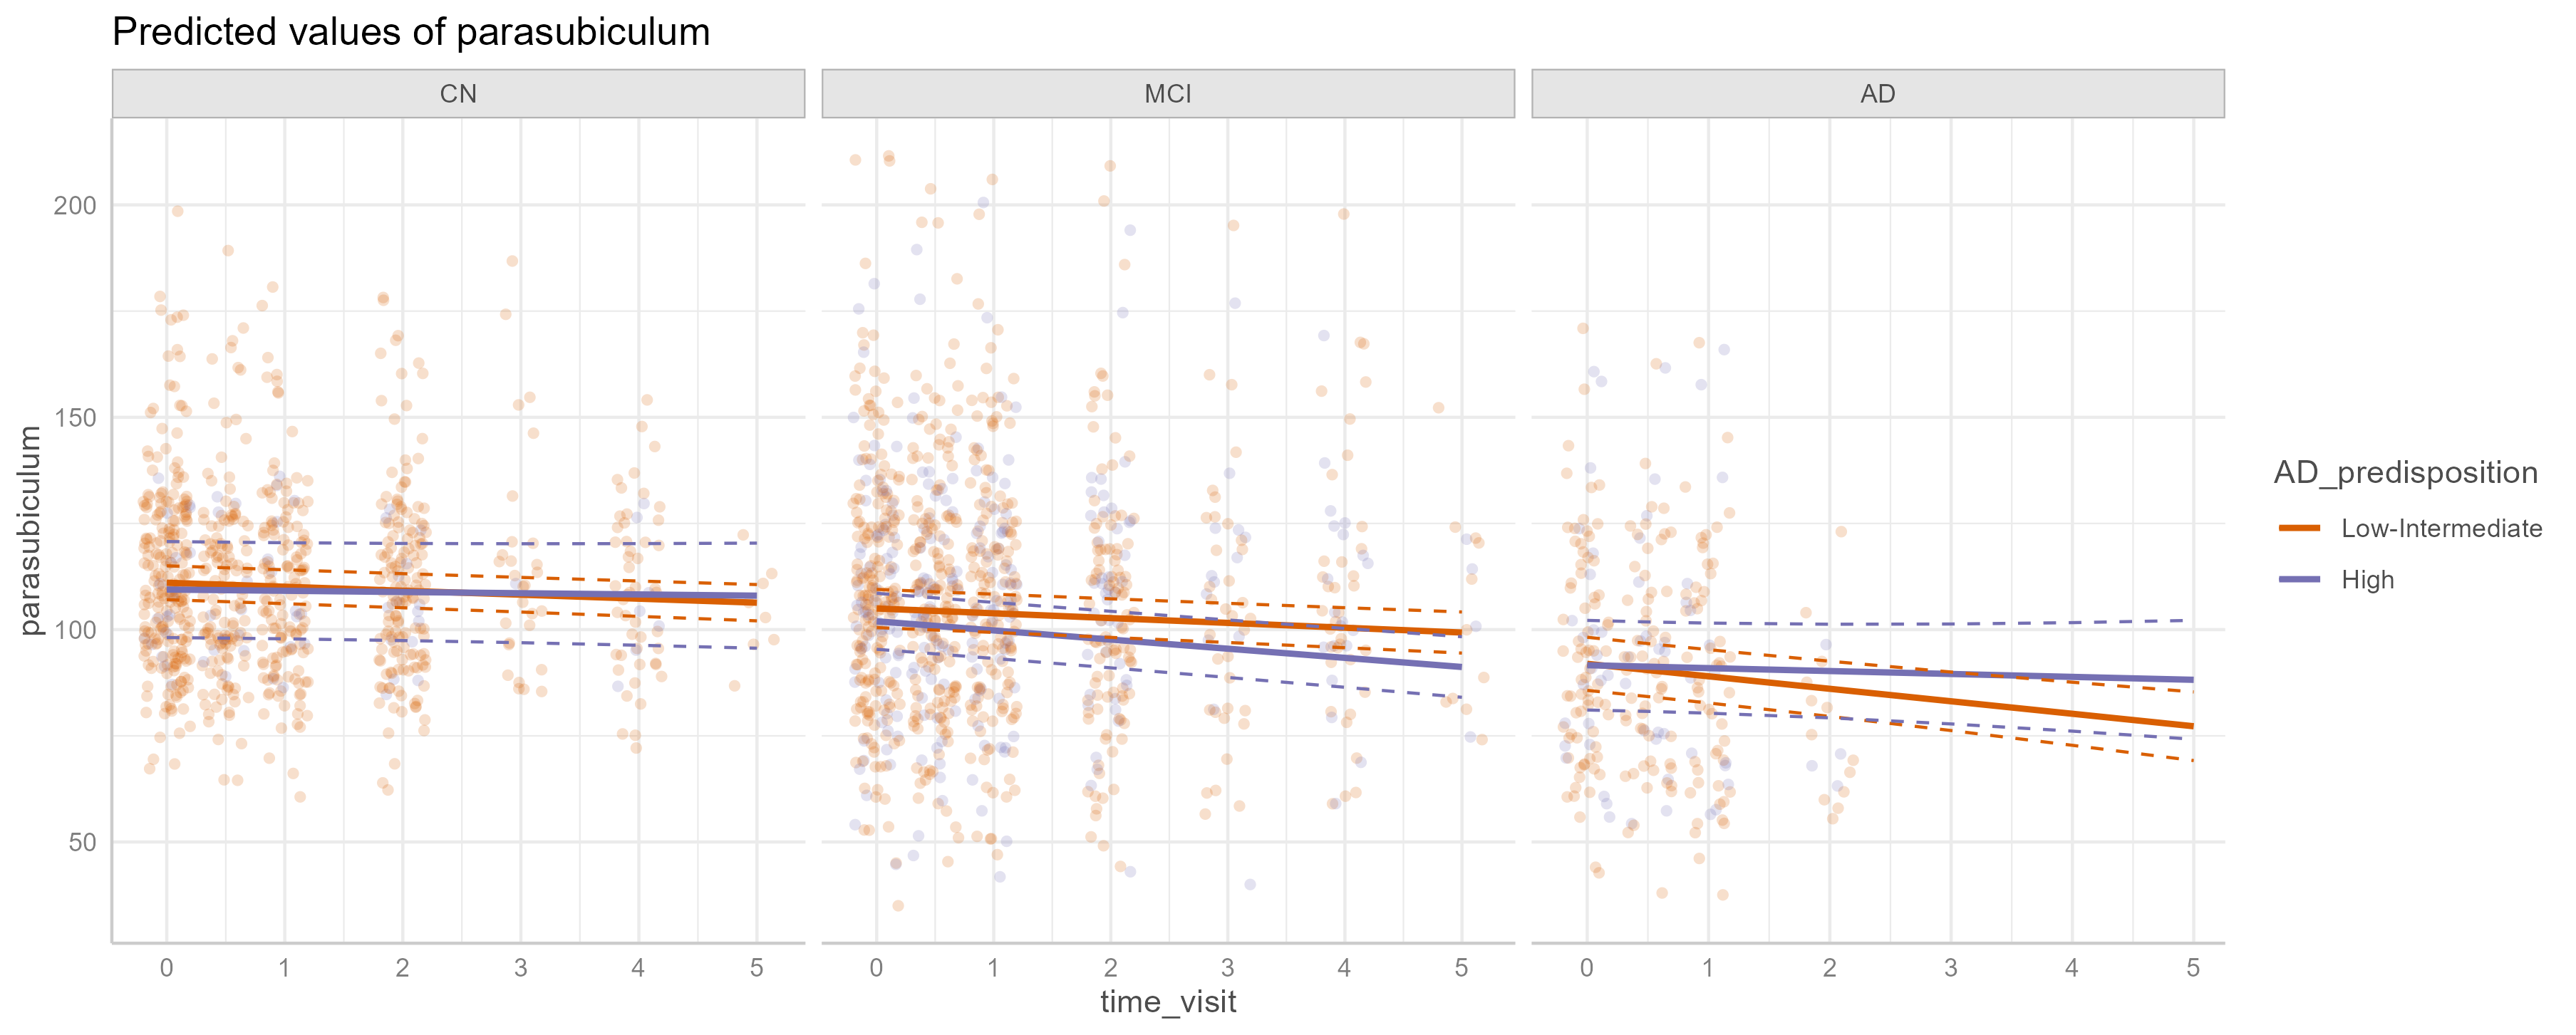 Predicted values of parasubiculum
CN
MCI
AD
200
150
100
50
parasubiculum
0 1 2 3 4 5
0 1 2 3 4 5
0 1 2 3 4 5
time_visit
AD_predisposition
Low-Intermediate
High